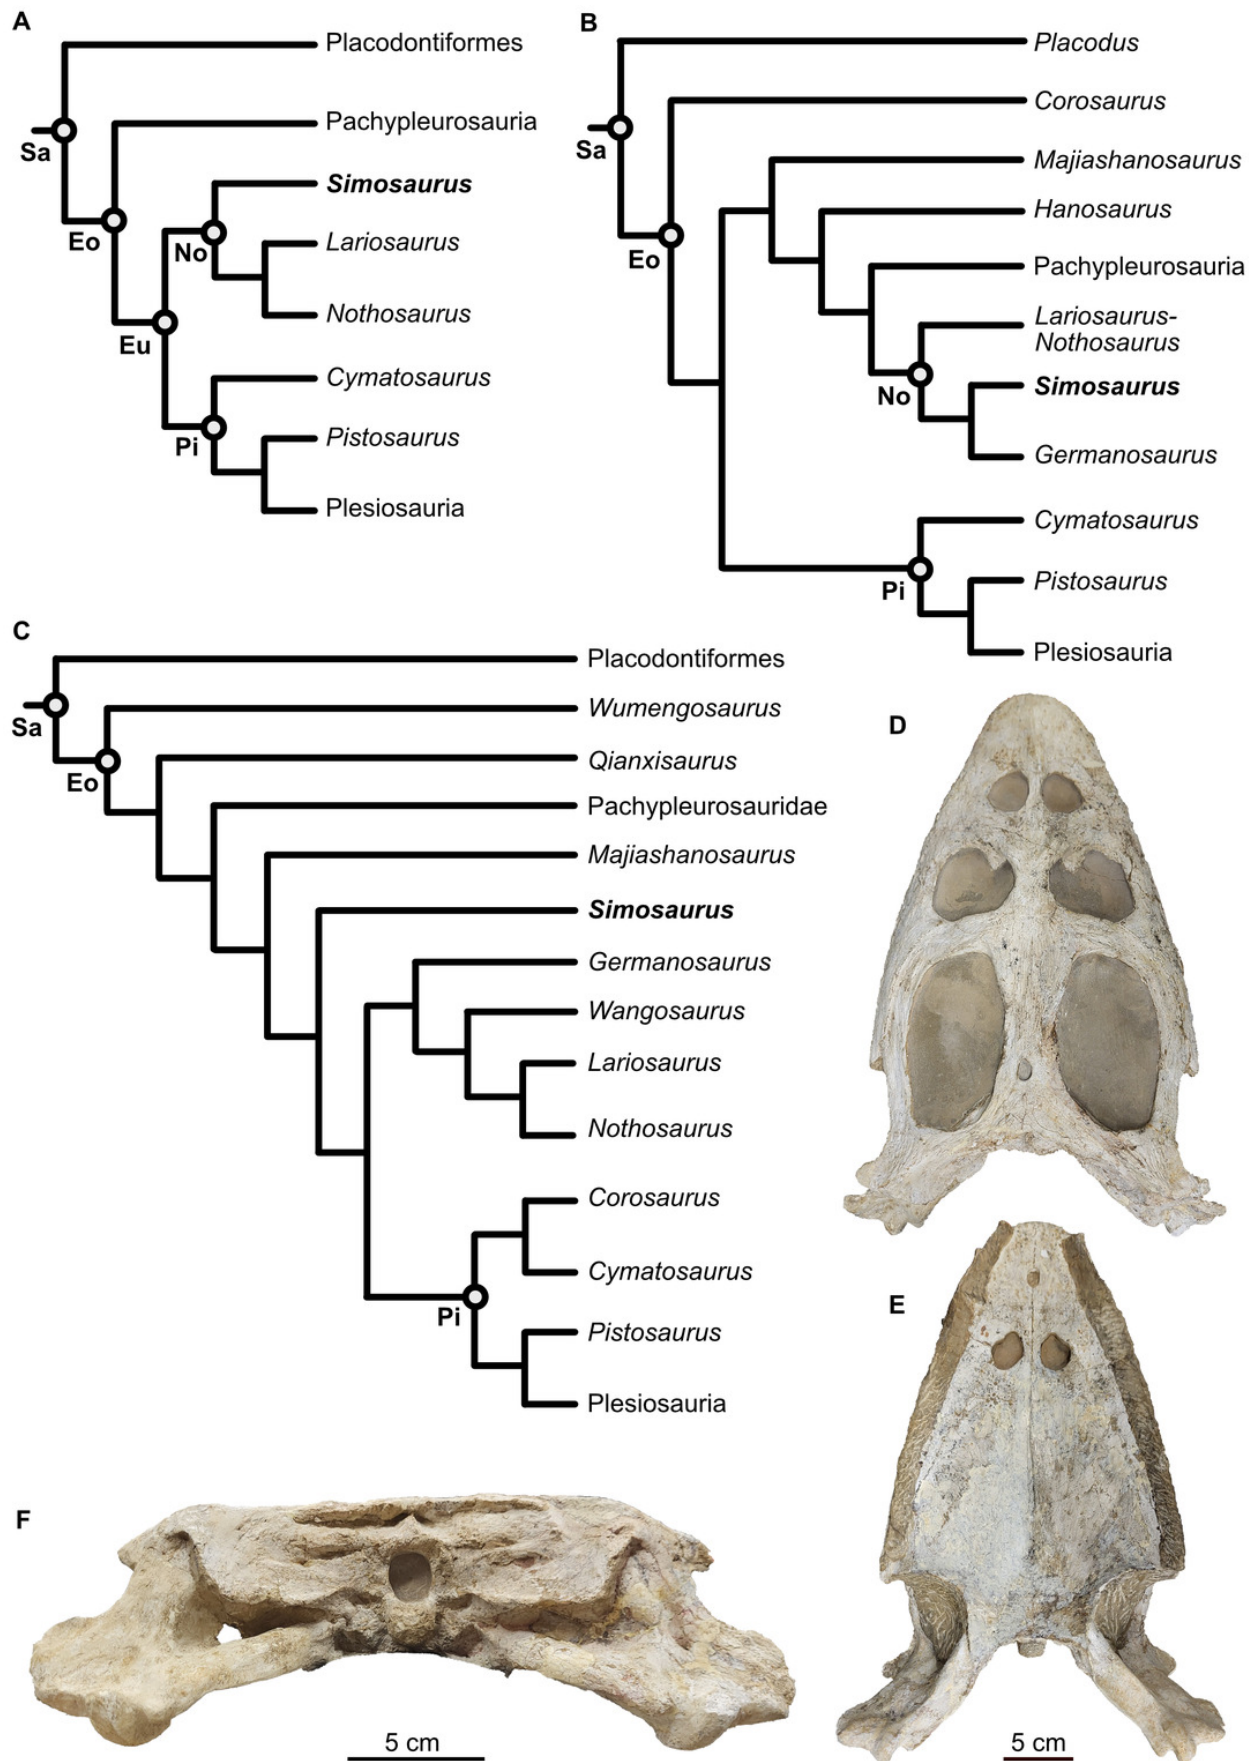 A
Placodontiformes
Pachypleurosauria
Sa
Simosaurus
Eo
No
Lariosaurus
Nothosaurus
Eu
Cymatosaurus
Pistosaurus
Pi
Plesiosauria
B
Placodus
Corosaurus
Sa
Majiashanosaurus
Hanosaurus
Eo
Pachypleurosauria
Lariosaurus-
Nothosaurus
Simosaurus
No
Germanosaurus
Cymatosaurus
Pistosaurus
Pi
Plesiosauria
C
Placodontiformes
Wumengosaurus
Sa
Qianxisaurus
Eo
Pachypleurosauridae
Majiashanosaurus
Simosaurus
Germanosaurus
Wangosaurus
Lariosaurus
Nothosaurus
Corosaurus
Cymatosaurus
Pi
Pistosaurus
Plesiosauria
D
E
F
5 cm
5 cm